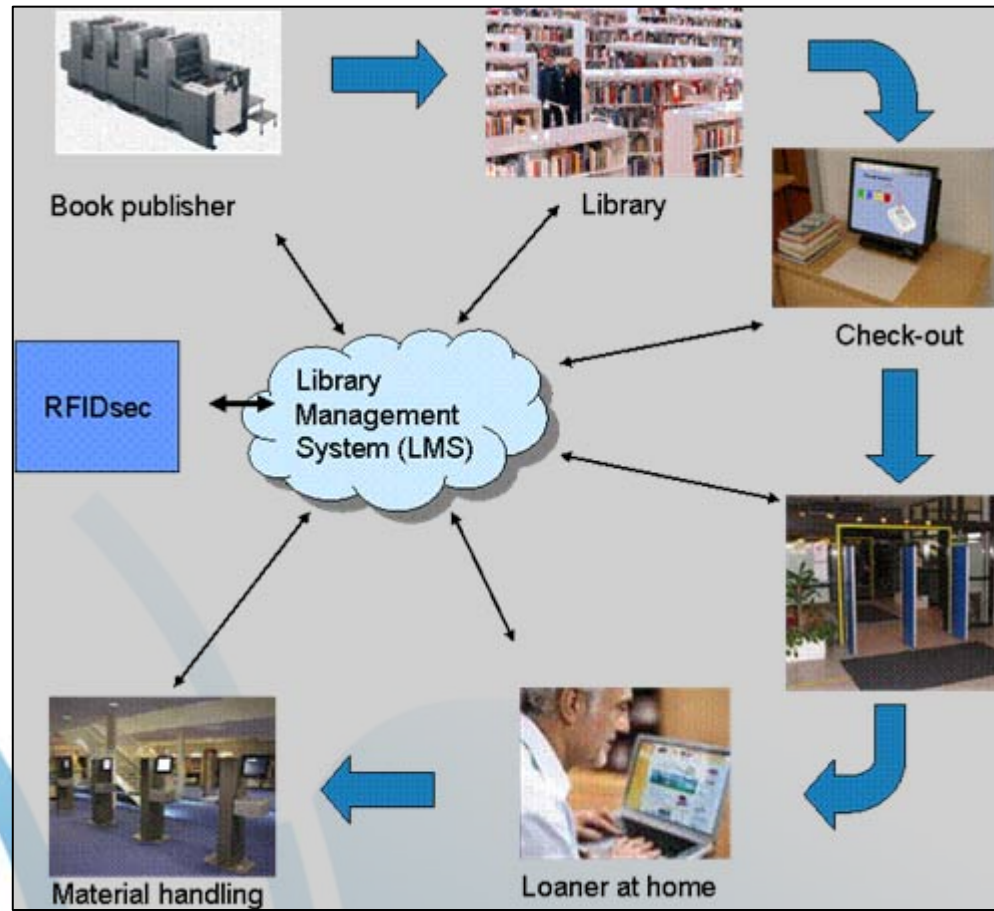 Book publisher
Library
Check-out
RFIDsec
Library
Management
System (LMS)
Material handling
Loaner at home